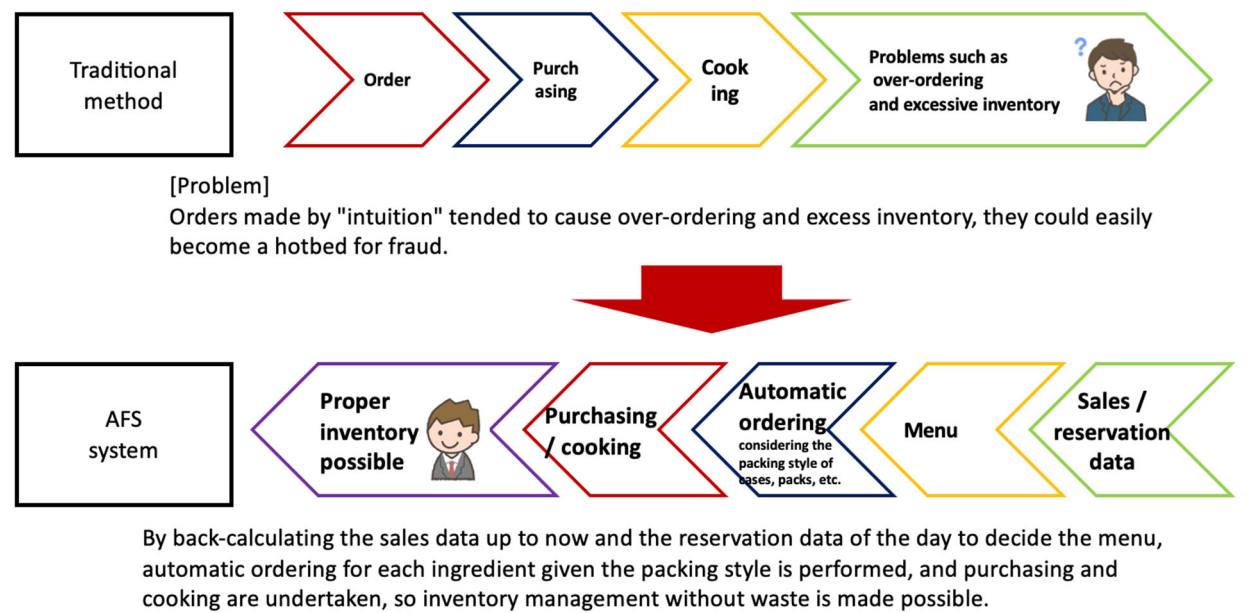 Traditional
method
Order
Purch
asing
Cook
ing
Problems such as
over-ordering
and excessive inventory
?
[Problem]
Orders made by "intuition" tended to cause over-ordering and excess inventory, they could easily
become a hotbed for fraud.
AFS
system
Proper
inventory
possible
Purchasing
/ cooking
Automatic
ordering
considering the
packing style of
cases, packs, etc.
Menu
Sales /
reservation
data
By back-calculating the sales data up to now and the reservation data of the day to decide the menu,
automatic ordering for each ingredient given the packing style is performed, and purchasing and
cooking are undertaken, so inventory management without waste is made possible.